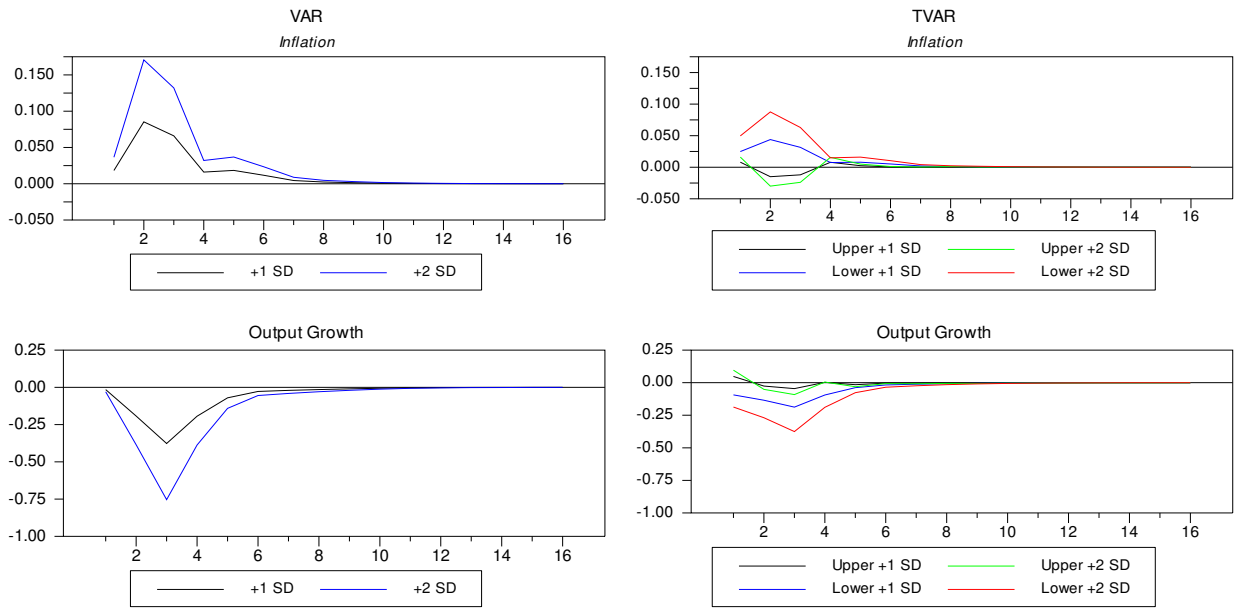 VAR
Inflation
0.150
0.100
0.050
0.000
-0.050
2 4 6 8 10 12 14 16
+1 SD +2 SD
TVAR
Inflation
0.150
0.100
0.050
0.000
-0.050
2 4 6 8 10 12 14 16
Upper +1 SD Upper +2 SD
Lower +1 SD Lower +2 SD
Output Growth
0.25
0.00
-0.25
-0.50
-0.75
-1.00
2 4 6 8 10 12 14 16
+1 SD +2 SD
Output Growth
0.25
0.00
-0.25
-0.50
-0.75
-1.00
2 4 6 8 10 12 14 16
Upper +1 SD Upper +2 SD
Lower +1 SD Lower +2 SD